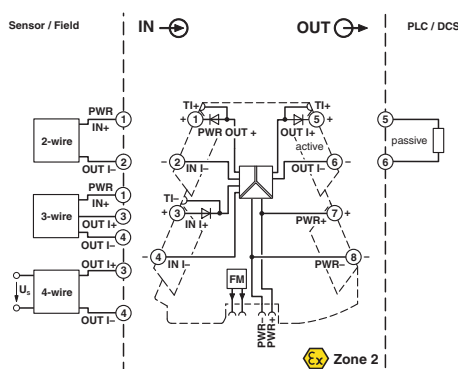 Sensor / Field
IN
OUT
PLC / DCS
2-wire
PWR
IN+
1
OUT I–
2
3-wire
PWR
IN+
1
OUT I+
3
OUT I–
4
Us
4-wire
OUT I+
3
OUT I–
4
TI+
+
1
PWR OUT +
–
2
IN I–
TI–
+
3
IN I+
–
4
IN I–
FM
PWR–
PWR+
TI+
5
+
OUT I+
active
6
–
OUT I–
7
+
PWR+
8
–
PWR–
5
passive
6
Ex
Zone 2